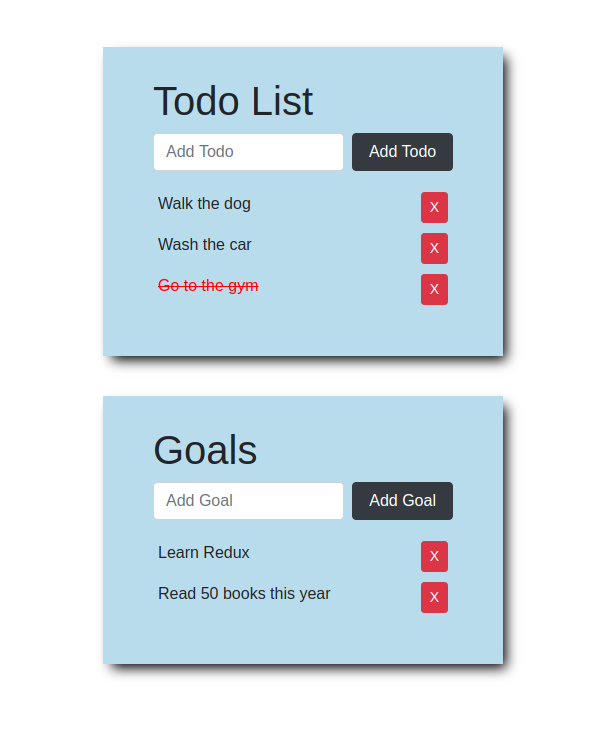 Todo List
Add Todo Add Todo
Walk the dog X
Wash the car X
Go to the gym X
Goals
Add Goal Add Goal
Learn Redux X
Read 50 books this year X